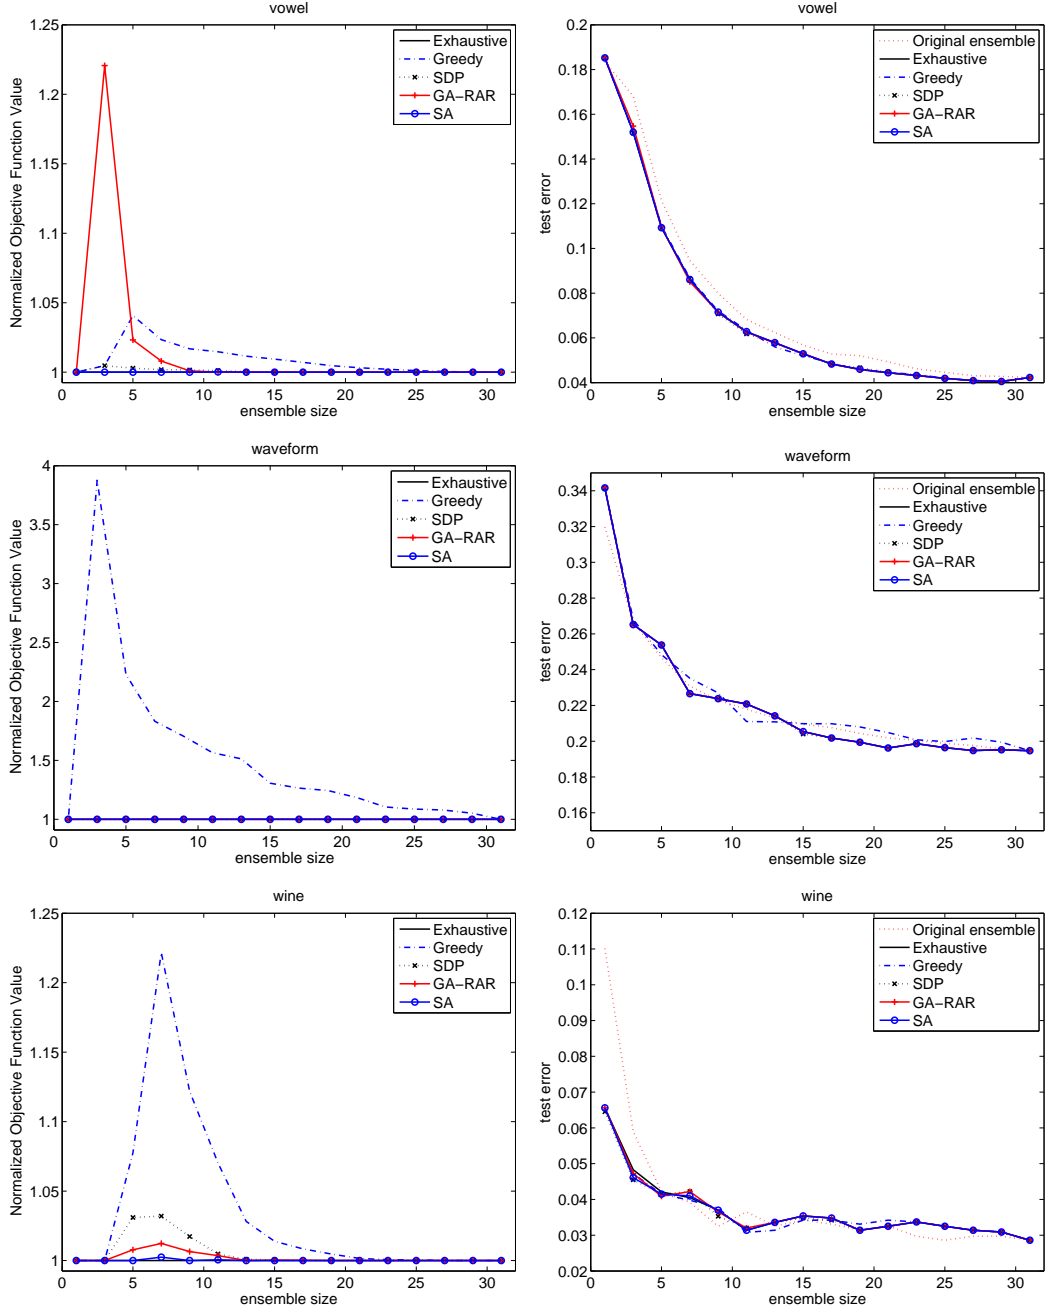 vowel
Normalized Objective Function Value
1.25
1.2
1.15
1.1
1.05
1
0 5 10 15 20 25 30
ensemble size
Exhaustive
Greedy
SDP
GA−RAR
SA
vowel
test error
0.2
0.18
0.16
0.14
0.12
0.1
0.08
0.06
0.04
0 5 10 15 20 25 30
ensemble size
Original ensemble
Exhaustive
Greedy
SDP
GA−RAR
SA
waveform
Normalized Objective Function Value
4
3.5
3
2.5
2
1.5
1
0 5 10 15 20 25 30
ensemble size
Exhaustive
Greedy
SDP
GA−RAR
SA
waveform
test error
0.34
0.32
0.3
0.28
0.26
0.24
0.22
0.2
0.18
0.16
0 5 10 15 20 25 30
ensemble size
Original ensemble
Exhaustive
Greedy
SDP
GA−RAR
SA
wine
Normalized Objective Function Value
1.25
1.2
1.15
1.1
1.05
1
0 5 10 15 20 25 30
ensemble size
Exhaustive
Greedy
SDP
GA−RAR
SA
wine
test error
0.12
0.11
0.1
0.09
0.08
0.07
0.06
0.05
0.04
0.03
0.02
0 5 10 15 20 25 30
ensemble size
Original ensemble
Exhaustive
Greedy
SDP
GA−RAR
SA